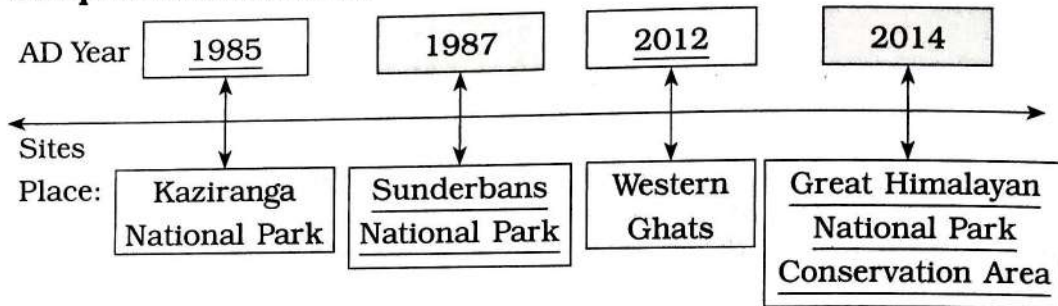 AD Year 1985 1987 2012 2014
Sites
Place: Kaziranga National Park
Sunderbans National Park
Western Ghats
Great Himalayan National Park Conservation Area